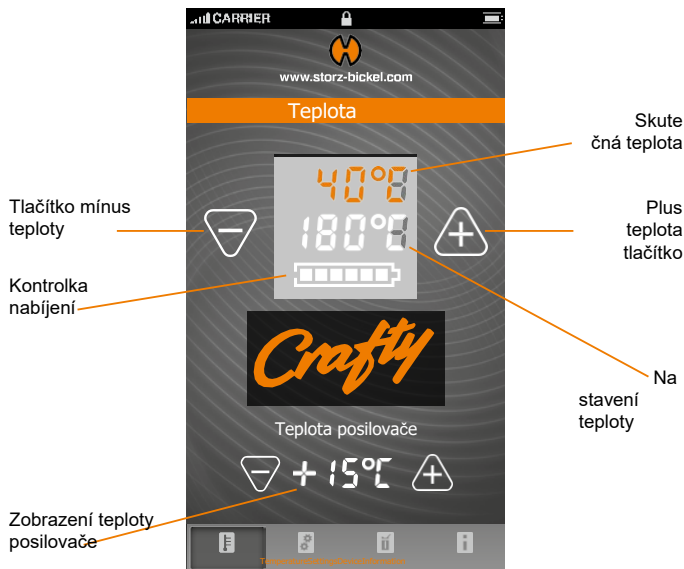 CARRIER
www.storz-bickel.com
Teplota
40°C
180°C
Crafty
Teplota posilovače
+15°C
Tlačítko mínus
teploty
Kontrolka
nabíjení
Zobrazení teploty
posilovače
Skute
čná teplota
Plus
teplota
tlačítko
Na
stavení
teploty